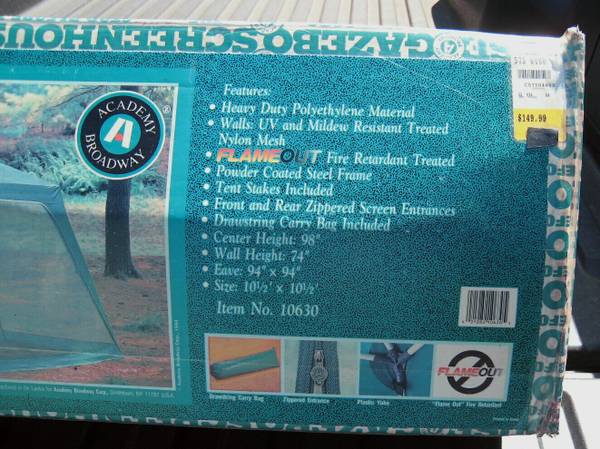 GAZEBO SCREENHOUS
$149.99
ACADEMY
BROADWAY
®
Features:
• Heavy Duty Polyethylene Material
• Walls: UV and Mildew Resistant Treated
Nylon Mesh
• FLAMEOUT Fire Retardant Treated
• Powder Coated Steel Frame
• Tent Stakes Included
• Front and Rear Zippered Screen Entrances
• Drawstring Carry Bag Included
• Center Height: 98"
• Wall Height: 74"
• Eave: 94" × 94"
• Size: 10½' × 10½'
Item No. 10630
FLAMEOUT
Drawstring Carry Bag
Zippered Entrance
Plastic Yoke
"Flame Out" Fire Retardant